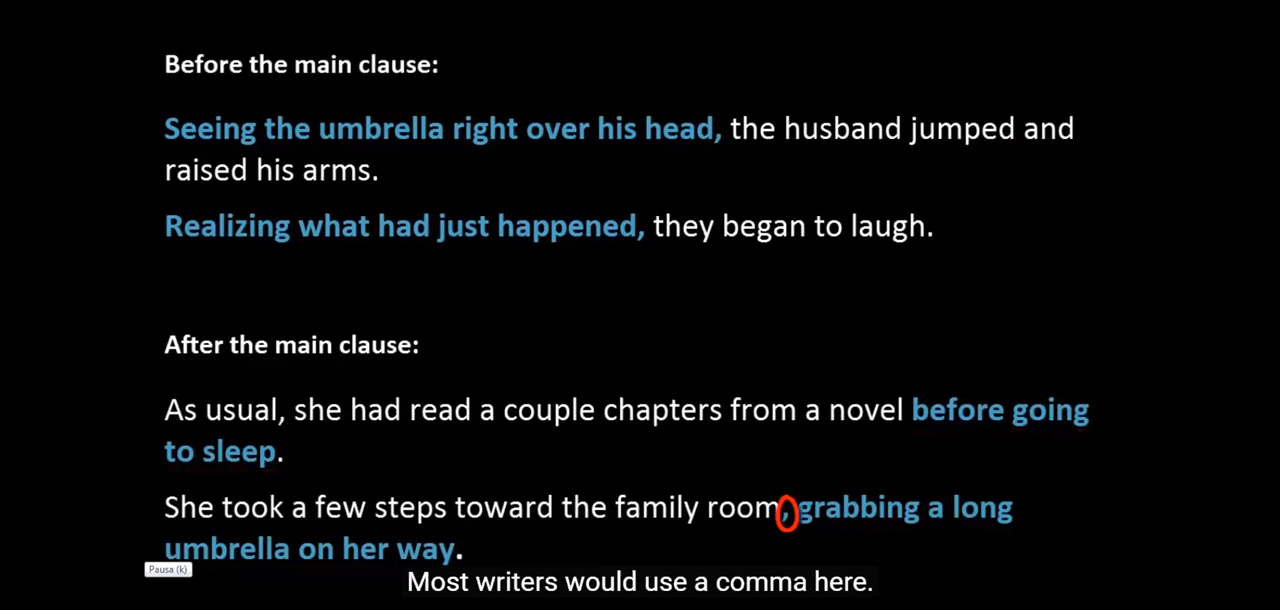 Before the main clause:
Seeing the umbrella right over his head, the husband jumped and
raised his arms.
Realizing what had just happened, they began to laugh.
After the main clause:
As usual, she had read a couple chapters from a novel before going
to sleep.
She took a few steps toward the family room, grabbing a long
umbrella on her way.
Pausa (k)
Most writers would use a comma here.